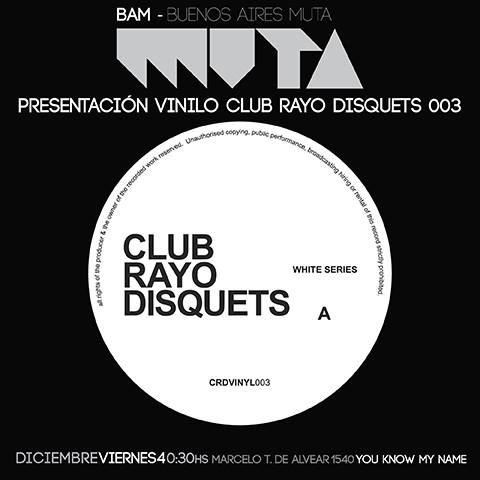 BAM - BUENOS AIRES MUTA
MUTA
PRESENTACIÓN VINILO CLUB RAYO DISQUETS 003
all rights of the producer & the owner of the recorded work reserved. Unauthorised copying, public performance, broadcasting hiring or rental of this record strictly prohibited.
CLUB
RAYO
DISQUETS
WHITE SERIES
A
CRDVINYL003
DICIEMBREVIERNES40:30HS MARCELO T. DE ALVEAR 1540 YOU KNOW MY NAME